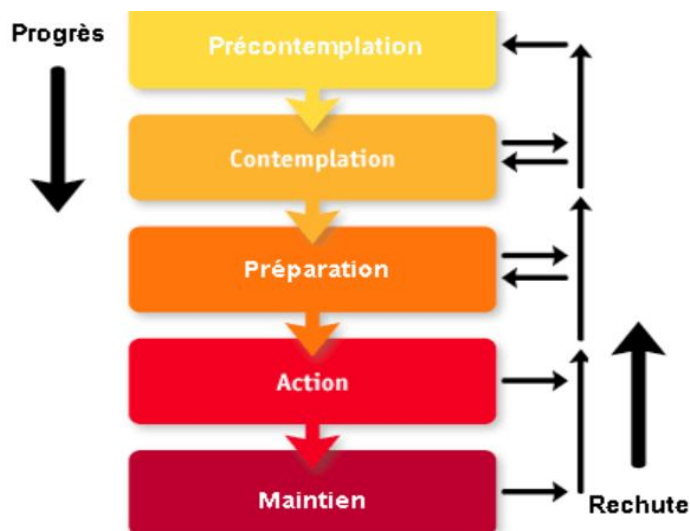 Progrès
Précontemplation
Contemplation
Préparation
Action
Maintien
Rechute